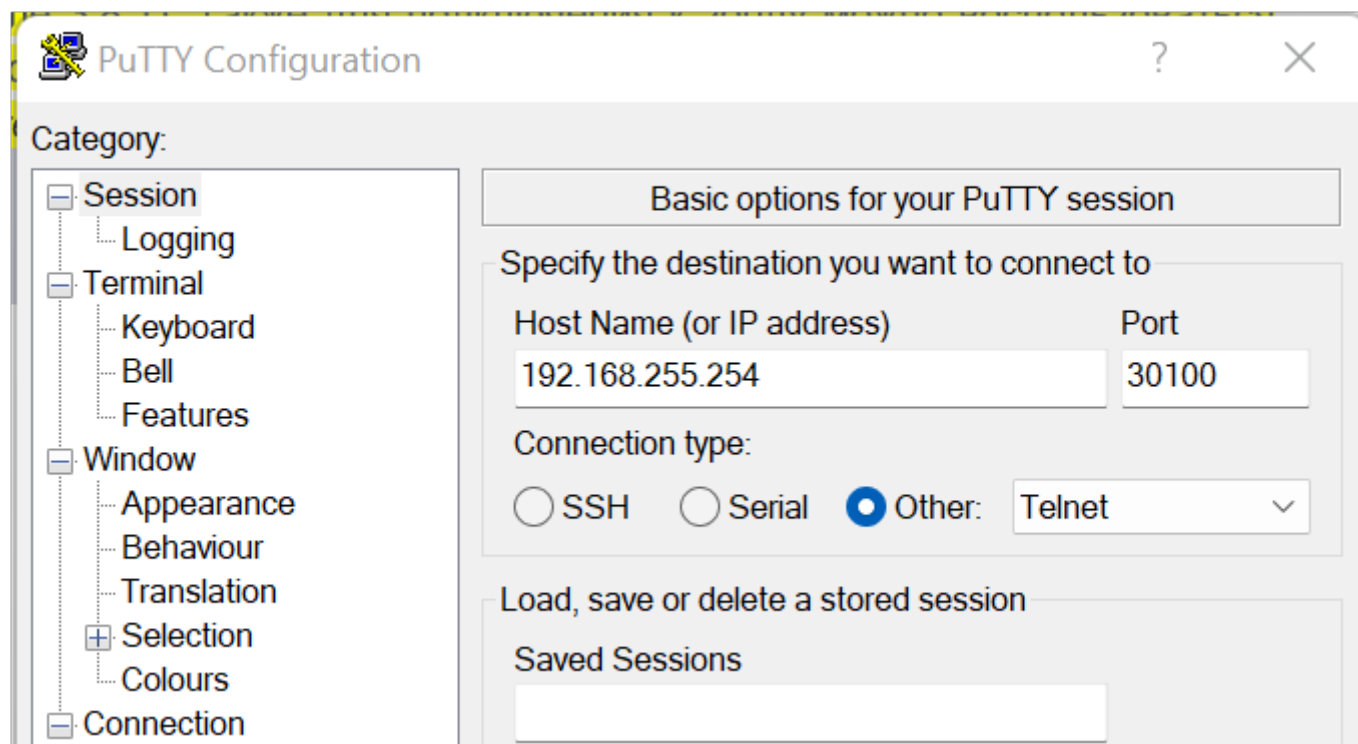 PuTTY Configuration
Category:
Session
Logging
Terminal
Keyboard
Bell
Features
Window
Appearance
Behaviour
Translation
Selection
Colours
Connection
Basic options for your PuTTY session
Specify the destination you want to connect to
Host Name (or IP address) Port
192.168.255.254 30100
Connection type:
SSH Serial Other: Telnet
Load, save or delete a stored session
Saved Sessions